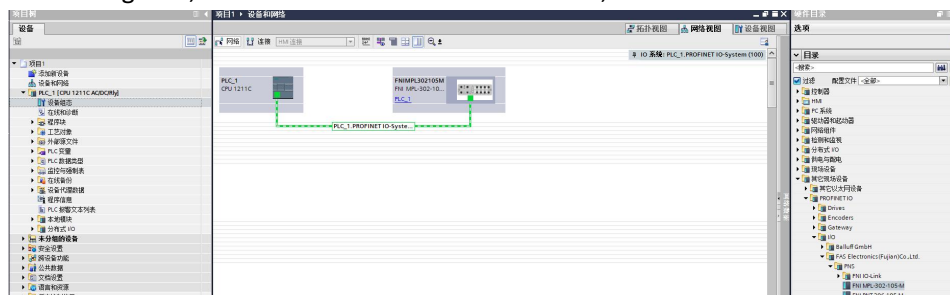 项目树
项目1 ▸ 设备和网络
硬件目录
设备
拓扑视图 网络视图 设备视图
选项
网络 连接 HMI 连接
IO 系统: PLC_1.PROFINET IO-System (100)
目录
<搜索>
过滤 配置文件 <全部>
项目1
添加新设备
设备和网络
PLC_1 [CPU 1211C AC/DC/Rly]
设备组态
在线和诊断
程序块
工艺对象
外部源文件
PLC 变量
PLC 数据类型
监控与强制表
在线备份
设备代理数据
程序信息
PLC 报警文本列表
本地模块
分布式 I/O
未分组的设备
安全设置
跨设备功能
公共数据
文档设置
语言和资源
PLC_1
CPU 1211C
FNIMPL302105M
FNI MPL-302-10...
PLC_1
PLC_1.PROFINET IO-Syste...
控制器
HMI
PC 系统
驱动器和起动器
网络组件
检测和监视
分布式 I/O
供电与配电
现场设备
其它现场设备
其它以太网设备
PROFINET IO
Drives
Encoders
Gateway
I/O
Balluff GmbH
FAS Electronics(Fujian)Co.,Ltd.
FNS
FNI IO-Link
FNI MPL-302-105-M